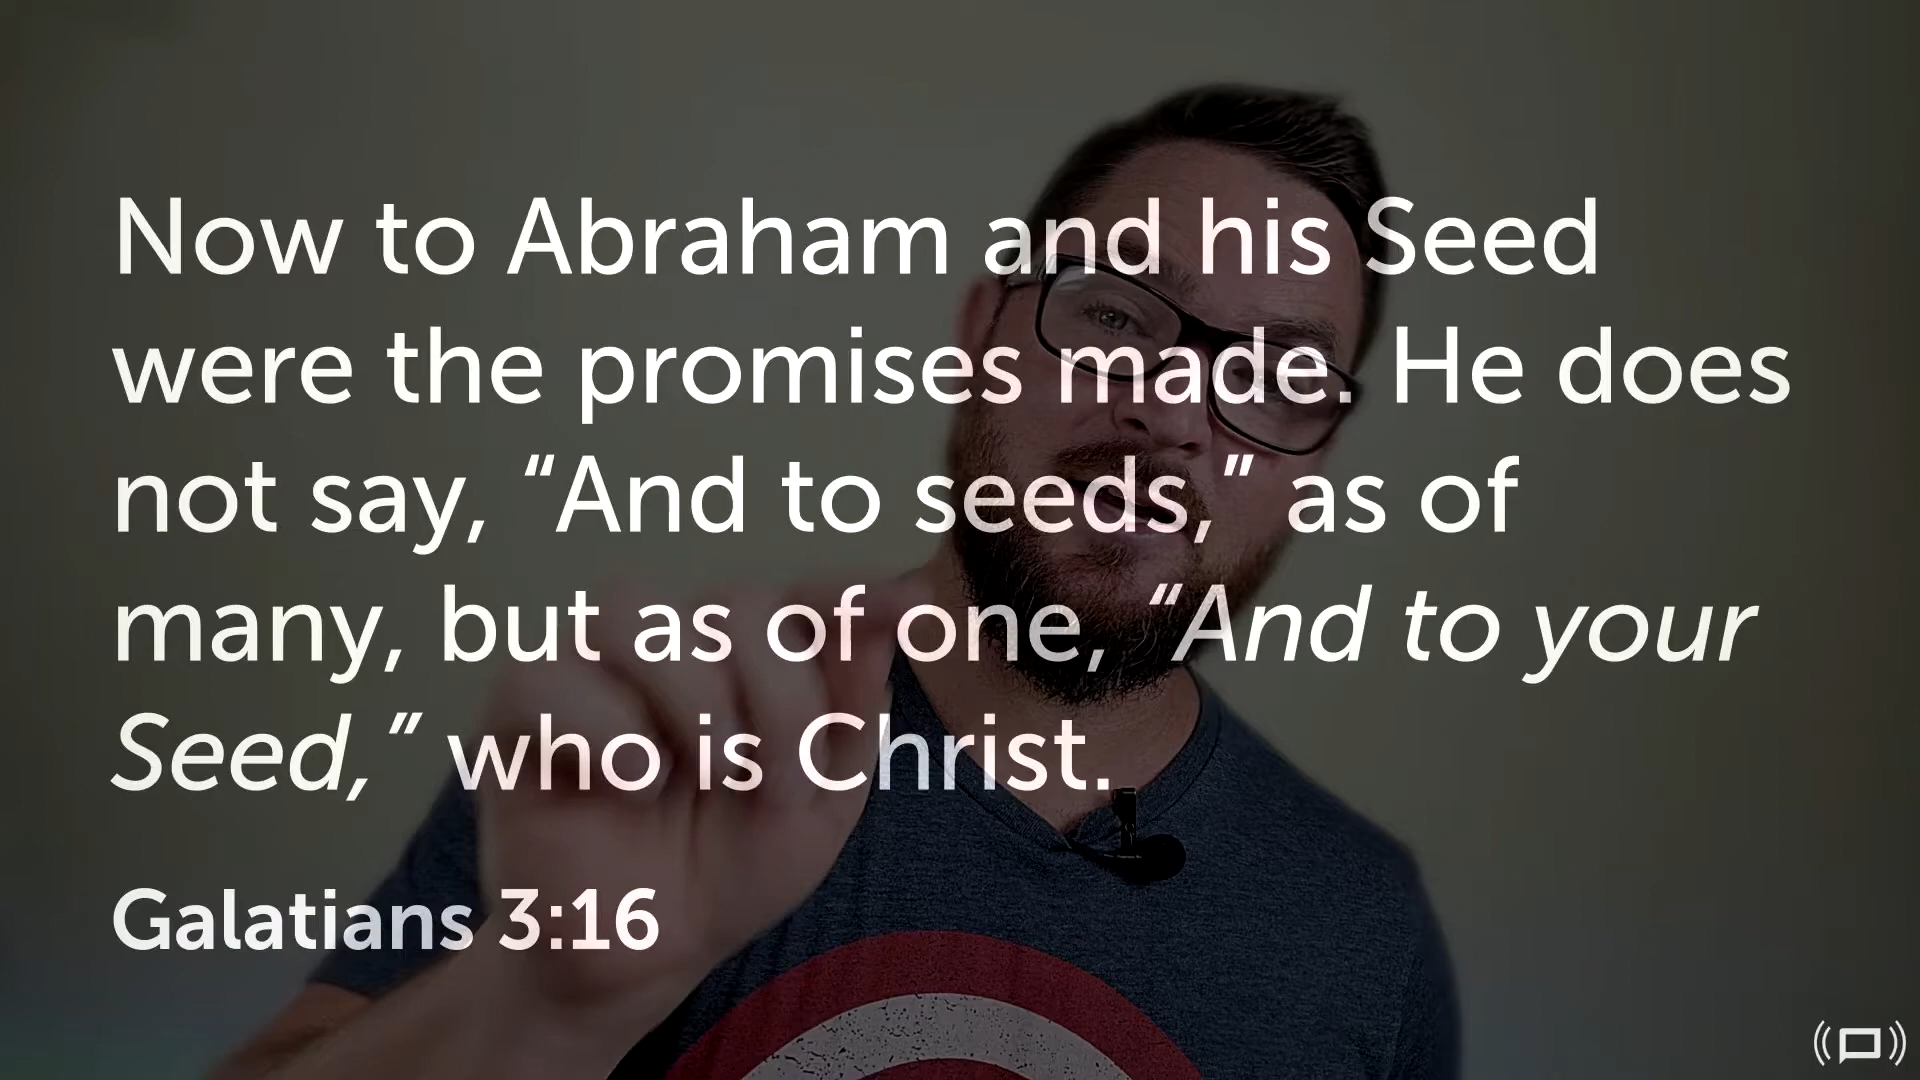 Now to Abraham and his Seed
were the promises made. He does
not say, “And to seeds,” as of
many, but as of one, “And to your
Seed,” who is Christ.
Galatians 3:16